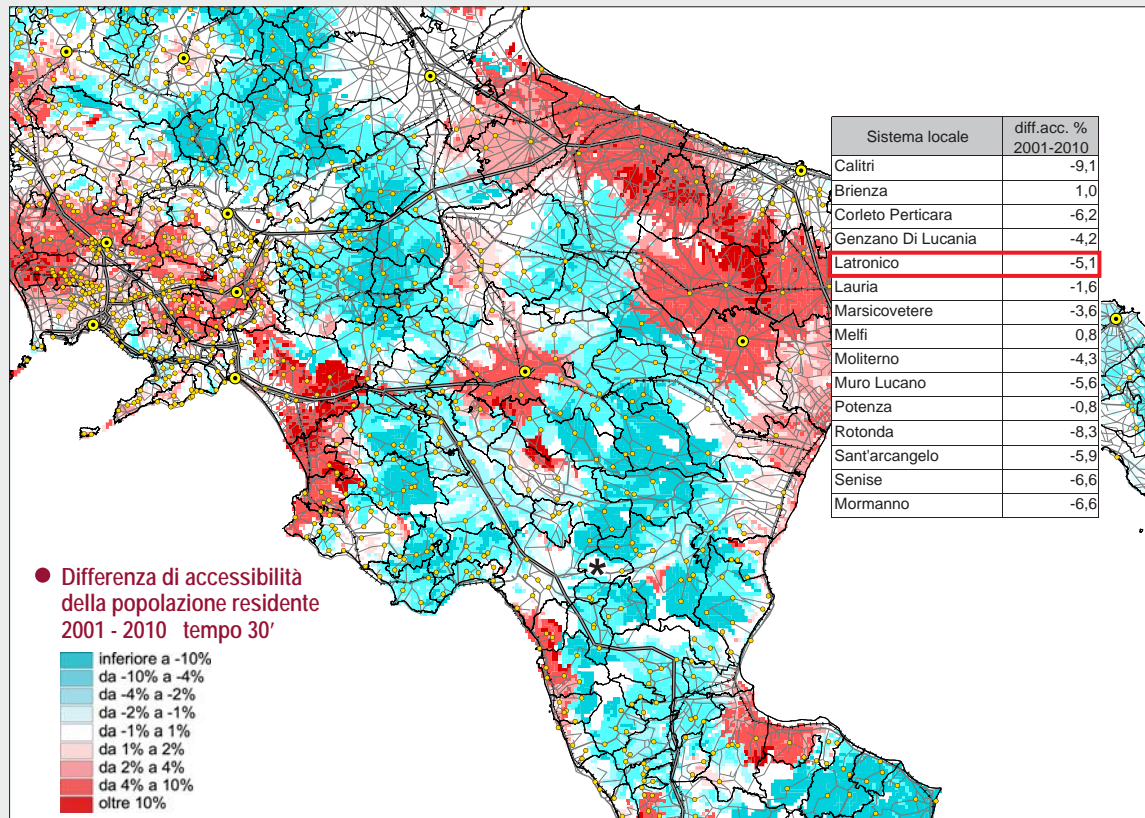 Sistema locale diff.acc. % 2001-2010
Calitri -9,1
Brienza 1,0
Corleto Perticara -6,2
Genzano Di Lucania -4,2
Latronico -5,1
Lauria -1,6
Marsicovetere -3,6
Melfi 0,8
Moliterno -4,3
Muro Lucano -5,6
Potenza -0,8
Rotonda -8,3
Sant'arcangelo -5,9
Senise -6,6
Mormanno -6,6
*
Differenza di accessibilità
della popolazione residente
2001 - 2010 tempo 30'
inferiore a -10%
da -10% a -4%
da -4% a -2%
da -2% a -1%
da -1% a 1%
da 1% a 2%
da 2% a 4%
da 4% a 10%
oltre 10%